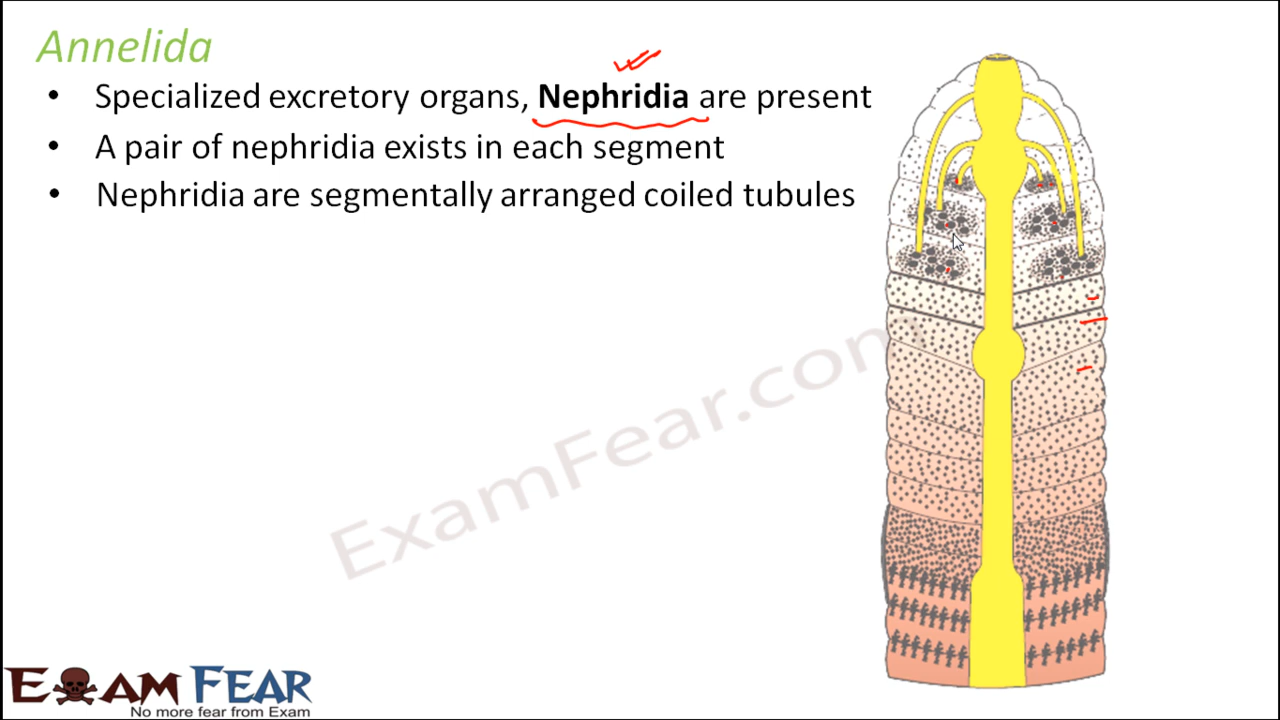 Annelida
• Specialized excretory organs, Nephridia are present
• A pair of nephridia exists in each segment
• Nephridia are segmentally arranged coiled tubules
ExamFear.com
EXAM FEAR
No more fear from Exam